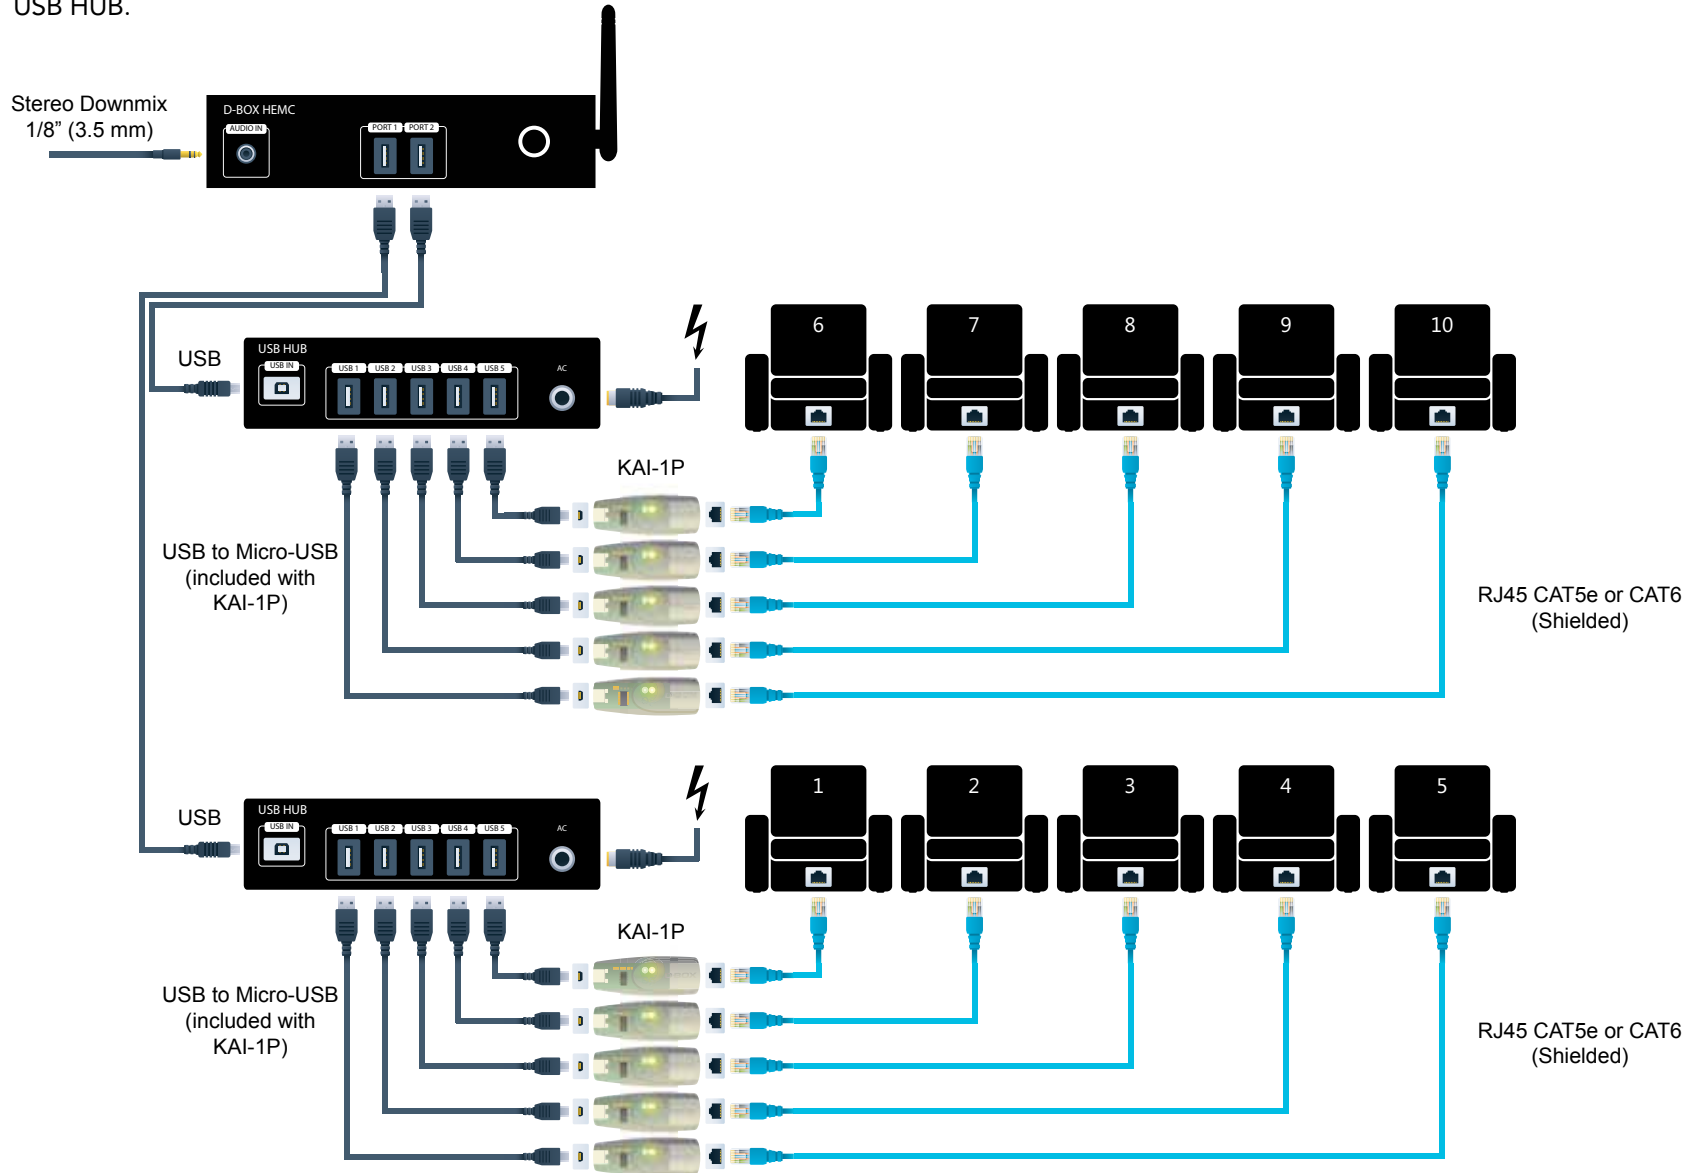 USB HUB.
Stereo Downmix
1/8” (3.5 mm)
D-BOX HEMC
AUDIO IN
PORT 1 PORT 2
USB
USB HUB
USB IN
USB 1 USB 2 USB 3 USB 4 USB 5
AC
6 7 8 9 10
KAI-1P
USB to Micro-USB
(included with
KAI-1P)
RJ45 CAT5e or CAT6
(Shielded)
USB
USB HUB
USB IN
USB 1 USB 2 USB 3 USB 4 USB 5
AC
1 2 3 4 5
KAI-1P
USB to Micro-USB
(included with
KAI-1P)
RJ45 CAT5e or CAT6
(Shielded)